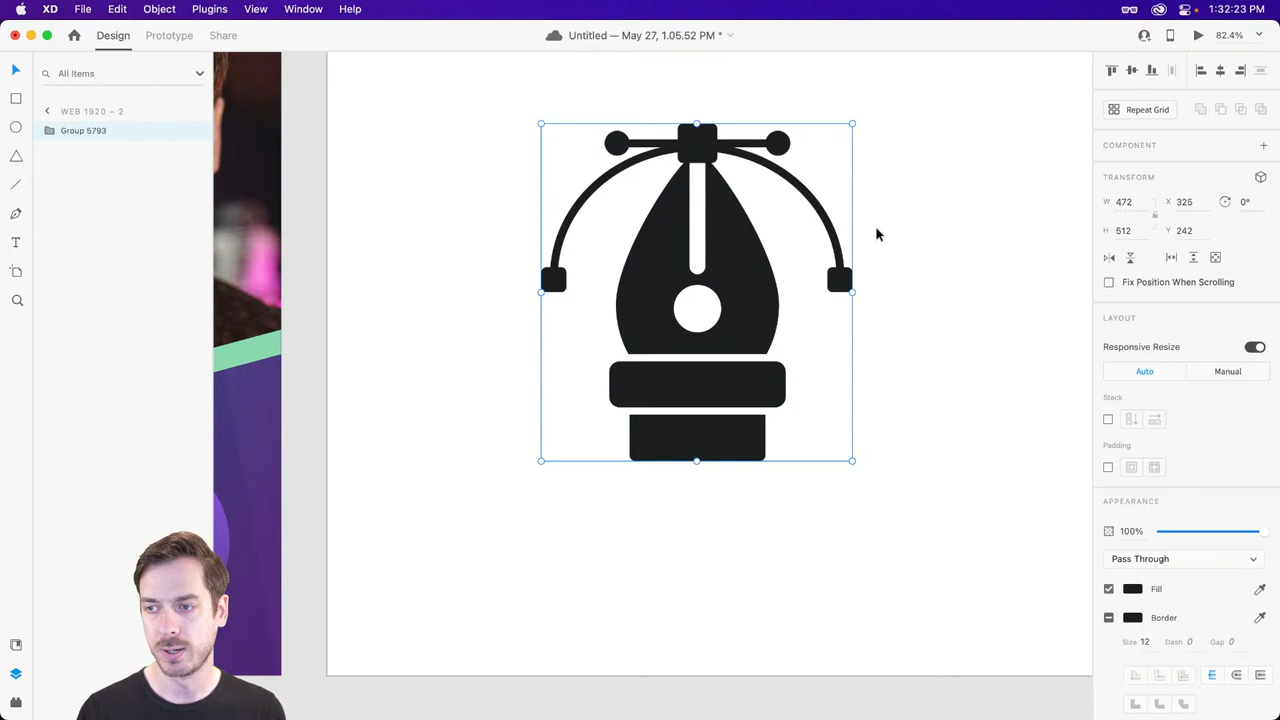 XD File Edit Object Plugins View Window Help 1:32:23 PM
Design Prototype Share Untitled — May 27, 1.05.52 PM * 82.4%
All Items
WEB 1920 – 2
Group 5793
Repeat Grid
COMPONENT
TRANSFORM
W 472 X 325 0°
H 512 Y 242
Fix Position When Scrolling
LAYOUT
Responsive Resize
Auto Manual
Stack
Padding
APPEARANCE
100%
Pass Through
Fill
Border
Size 12 Dash 0 Gap 0